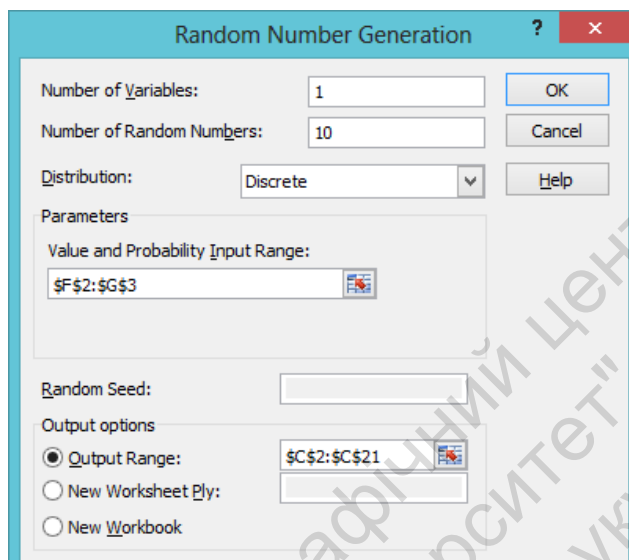 Random Number Generation ? ×
Number of Variables: 1 OK
Number of Random Numbers: 10 Cancel
Distribution: Discrete Help
Parameters
Value and Probability Input Range:
$F$2:$G$3
Random Seed:
Output options
Output Range: $C$2:$C$21
New Worksheet Ply:
New Workbook